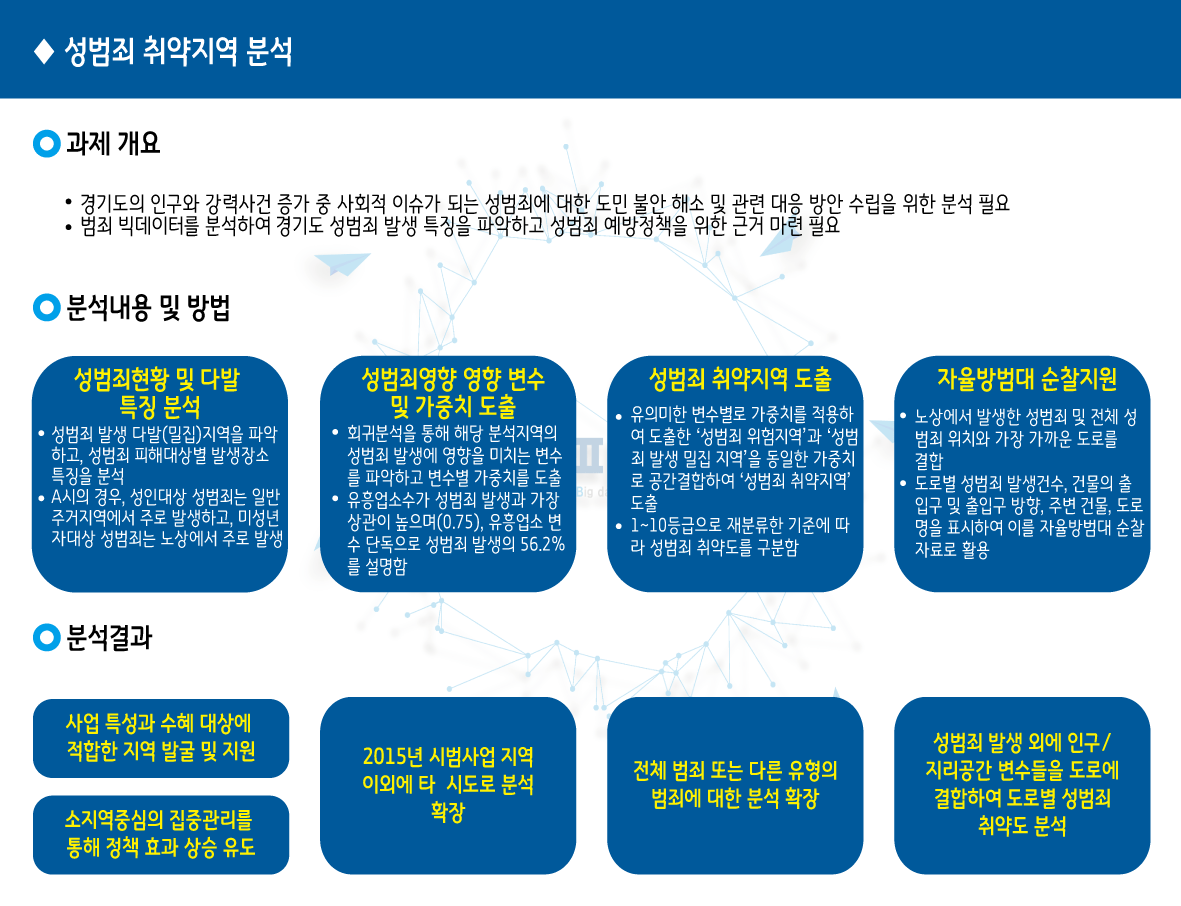 ◆ 성범죄 취약지역 분석
과제 개요
• 경기도의 인구와 강력사건 증가 중 사회적 이슈가 되는 성범죄에 대한 도민 불안 해소 및 관련 대응 방안 수립을 위한 분석 필요
• 범죄 빅데이터를 분석하여 경기도 성범죄 발생 특징을 파악하고 성범죄 예방정책을 위한 근거 마련 필요
분석내용 및 방법
성범죄현황 및 다발
특징 분석
• 성범죄 발생 다발(밀집)지역을 파악
하고, 성범죄 피해대상별 발생장소
특징을 분석
• A시의 경우, 성인대상 성범죄는 일반
주거지역에서 주로 발생하고, 미성년
자대상 성범죄는 노상에서 주로 발생
성범죄영향 영향 변수
및 가중치 도출
• 회귀분석을 통해 해당 분석지역의
성범죄 발생에 영향을 미치는 변수
를 파악하고 변수별 가중치를 도출
• 유흥업소수가 성범죄 발생과 가장
상관이 높으며(0.75), 유흥업소 변
수 단독으로 성범죄 발생의 56.2%
를 설명함
성범죄 취약지역 도출
• 유의미한 변수별로 가중치를 적용하
여 도출한 ‘성범죄 위험지역’과 ‘성범
죄 발생 밀집 지역’을 동일한 가중치
로 공간결합하여 ‘성범죄 취약지역’
도출
• 1~10등급으로 재분류한 기준에 따
라 성범죄 취약도를 구분함
자율방범대 순찰지원
• 노상에서 발생한 성범죄 및 전체 성
범죄 위치와 가장 가까운 도로를
결합
• 도로별 성범죄 발생건수, 건물의 출
입구 및 출입구 방향, 주변 건물, 도로
명을 표시하여 이를 자율방범대 순찰
자료로 활용
Big da
분석결과
사업 특성과 수혜 대상에
적합한 지역 발굴 및 지원
소지역중심의 집중관리를
통해 정책 효과 상승 유도
2015년 시범사업 지역
이외에 타 시도로 분석
확장
전체 범죄 또는 다른 유형의
범죄에 대한 분석 확장
성범죄 발생 외에 인구/
지리공간 변수들을 도로에
결합하여 도로별 성범죄
취약도 분석